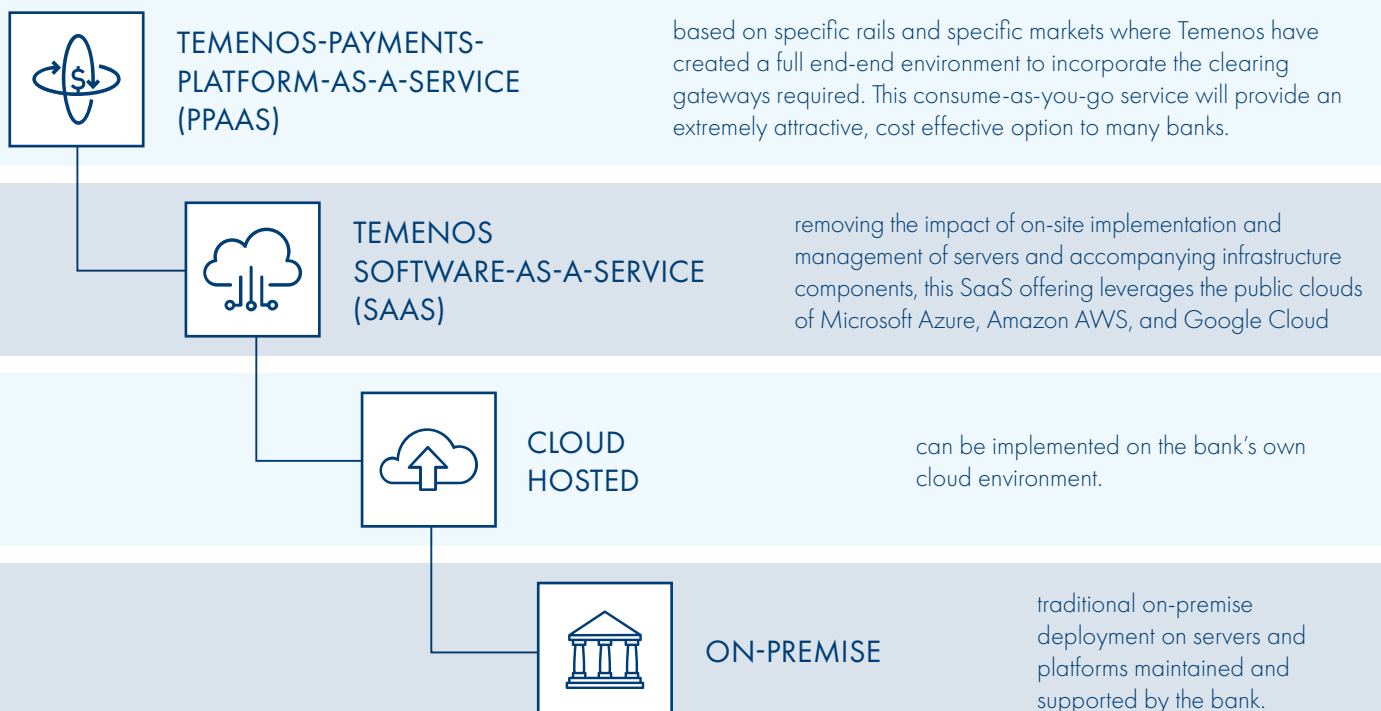 TEMENOS-PAYMENTS-
PLATFORM-AS-A-SERVICE
(PPAAS)
based on specific rails and specific markets where Temenos have
created a full end-end environment to incorporate the clearing
gateways required. This consume-as-you-go service will provide an
extremely attractive, cost effective option to many banks.
TEMENOS
SOFTWARE-AS-A-SERVICE
(SAAS)
removing the impact of on-site implementation and
management of servers and accompanying infrastructure
components, this SaaS offering leverages the public clouds
of Microsoft Azure, Amazon AWS, and Google Cloud
CLOUD
HOSTED
can be implemented on the bank's own
cloud environment.
ON-PREMISE
traditional on-premise
deployment on servers and
platforms maintained and
supported by the bank.